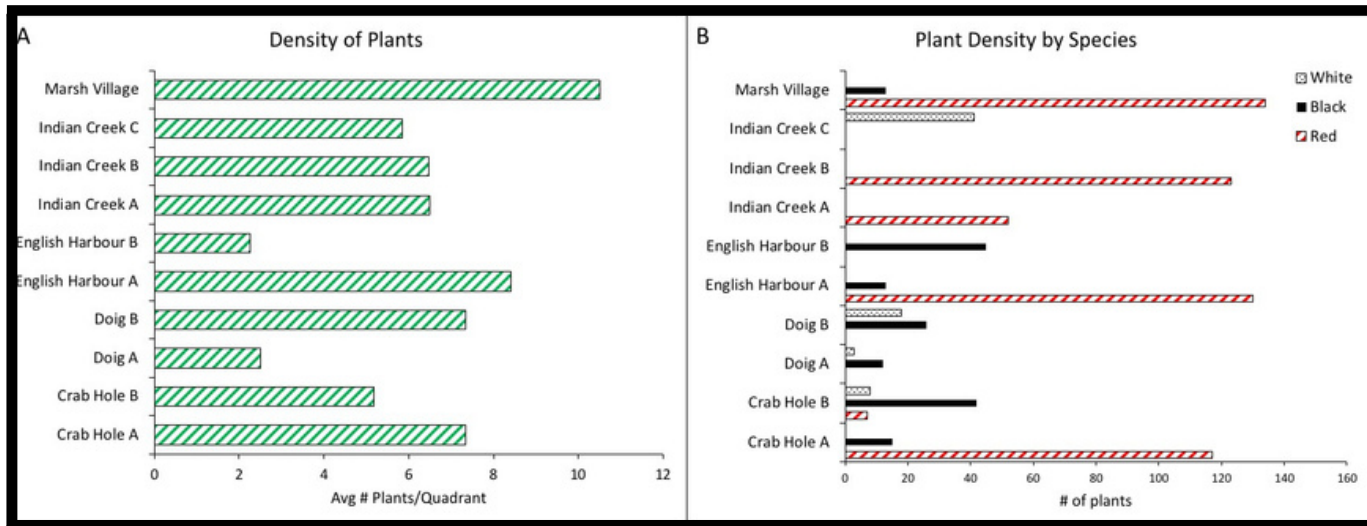 A
Density of Plants
Marsh Village
Indian Creek C
Indian Creek B
Indian Creek A
English Harbour B
English Harbour A
Doig B
Doig A
Crab Hole B
Crab Hole A
0 2 4 6 8 10 12
Avg # Plants/Quadrant
B
Plant Density by Species
White
Black
Red
Marsh Village
Indian Creek C
Indian Creek B
Indian Creek A
English Harbour B
English Harbour A
Doig B
Doig A
Crab Hole B
Crab Hole A
0 20 40 60 80 100 120 140 160
# of plants